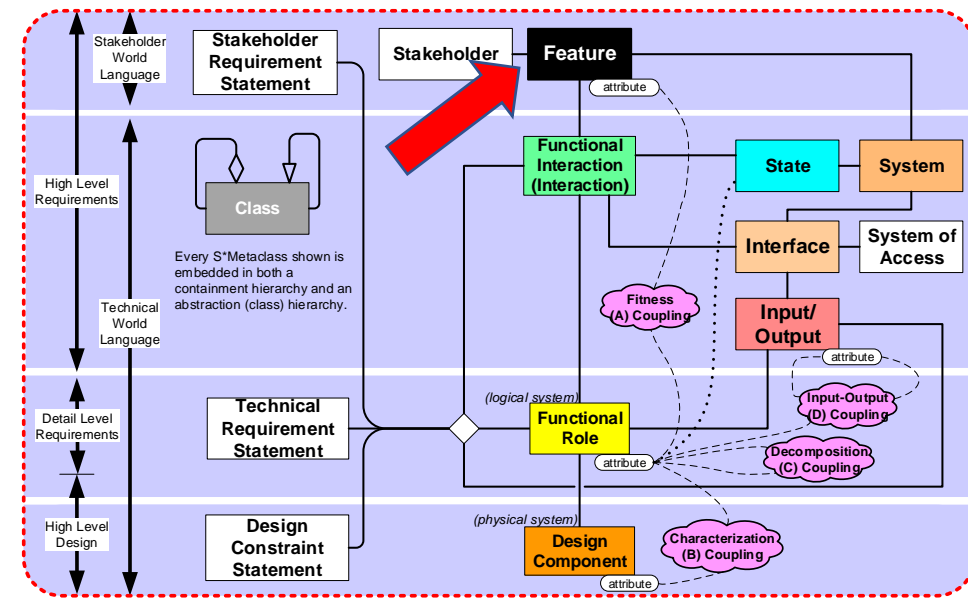 Stakeholder
World
Language
Stakeholder
Requirement
Statement
Stakeholder
Feature
attribute
High Level
Requirements
Technical
World
Language
Class
Every S*Metaclass shown is
embedded in both a
containment hierarchy and an
abstraction (class) hierarchy.
Functional
Interaction
(Interaction)
State
System
Interface
System of
Access
Fitness
(A) Coupling
Input/
Output
attribute
Detail Level
Requirements
Technical
Requirement
Statement
(logical system)
Functional
Role
attribute
Input-Output
(D) Coupling
Decomposition
(C) Coupling
High Level
Design
Design
Constraint
Statement
(physical system)
Design
Component
attribute
Characterization
(B) Coupling